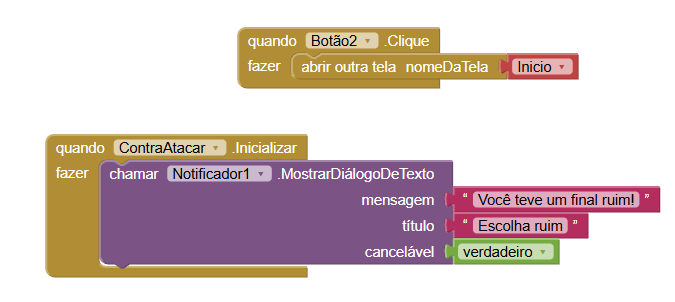 quando Botão2 .Clique
fazer abrir outra tela nomeDaTela Inicio
quando ContraAtacar .Inicializar
fazer chamar Notificador1 .MostrarDiálogoDeTexto
mensagem “ Você teve um final ruim! ”
título “ Escolha ruim ”
cancelável verdadeiro